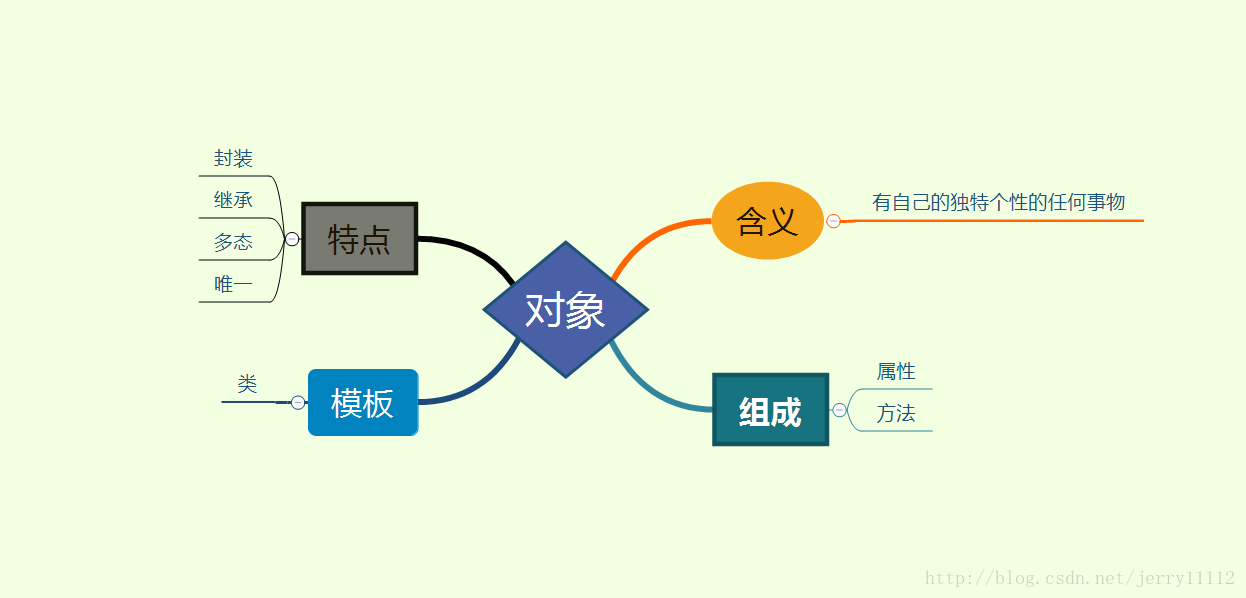 对象
含义
有自己的独特个性的任何事物
组成
属性
方法
特点
封装
继承
多态
唯一
模板
类
http://blog.csdn.net/jerry11112